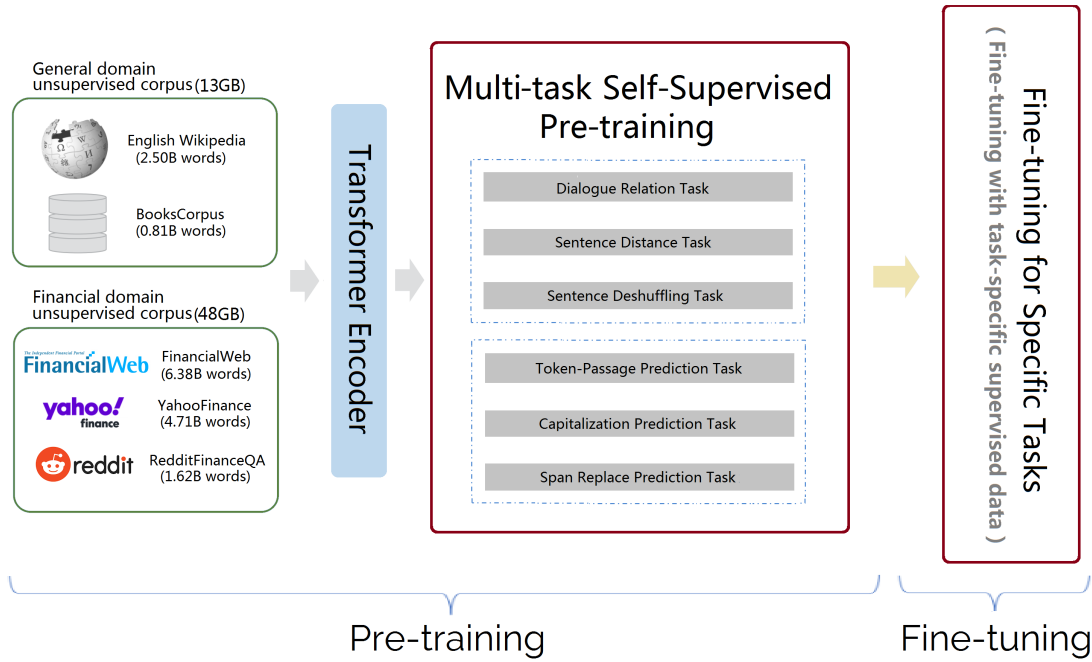 General domain
unsupervised corpus(13GB)
English Wikipedia
(2.50B words)
BooksCorpus
(0.81B words)
Financial domain
unsupervised corpus(48GB)
The Independent Financial Portal
FinancialWeb
FinancialWeb
(6.38B words)
yahoo!
finance
YahooFinance
(4.71B words)
reddit
RedditFinanceQA
(1.62B words)
Transformer Encoder
Multi-task Self-Supervised
Pre-training
Dialogue Relation Task
Sentence Distance Task
Sentence Deshuffling Task
Token-Passage Prediction Task
Capitalization Prediction Task
Span Replace Prediction Task
Fine-tuning for Specific Tasks
( Fine-tuning with task-specific supervised data )
Pre-training
Fine-tuning